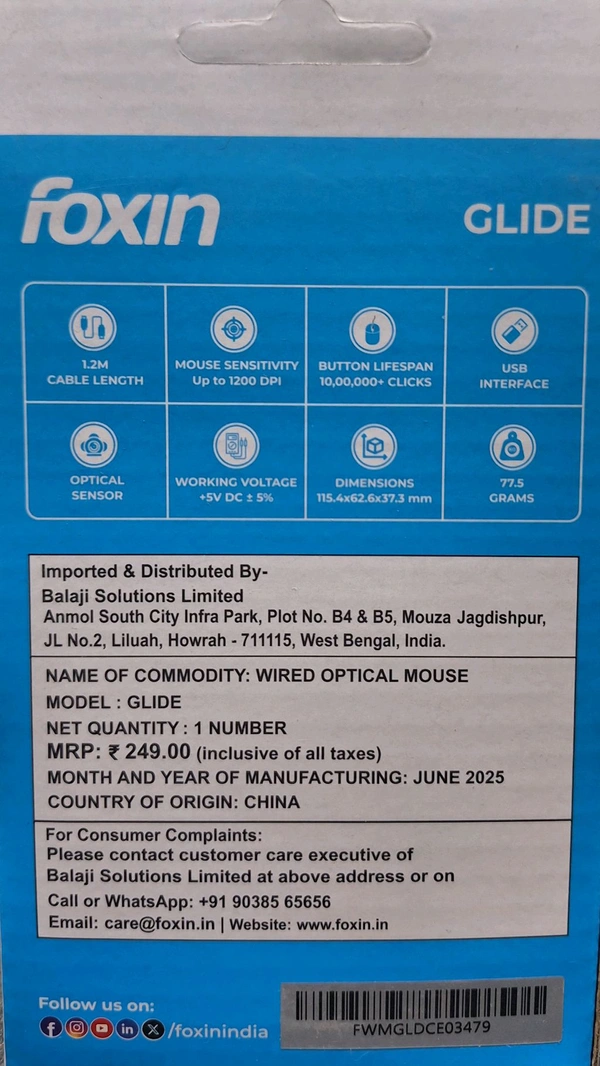 foxin
GLIDE
1.2M
CABLE LENGTH
MOUSE SENSITIVITY
Up to 1200 DPI
BUTTON LIFESPAN
10,00,000+ CLICKS
USB
INTERFACE
OPTICAL
SENSOR
WORKING VOLTAGE
+5V DC ± 5%
DIMENSIONS
115.4x62.6x37.3 mm
77.5
GRAMS
Imported & Distributed By-
Balaji Solutions Limited
Anmol South City Infra Park, Plot No. B4 & B5, Mouza Jagdishpur,
JL No.2, Liluah, Howrah - 711115, West Bengal, India.
NAME OF COMMODITY: WIRED OPTICAL MOUSE
MODEL : GLIDE
NET QUANTITY : 1 NUMBER
MRP: ₹ 249.00 (inclusive of all taxes)
MONTH AND YEAR OF MANUFACTURING: JUNE 2025
COUNTRY OF ORIGIN: CHINA
For Consumer Complaints:
Please contact customer care executive of
Balaji Solutions Limited at above address or on
Call or WhatsApp: +91 90385 65656
Email: care@foxin.in | Website: www.foxin.in
Follow us on:
/foxinindia
FWMGLDCE03479